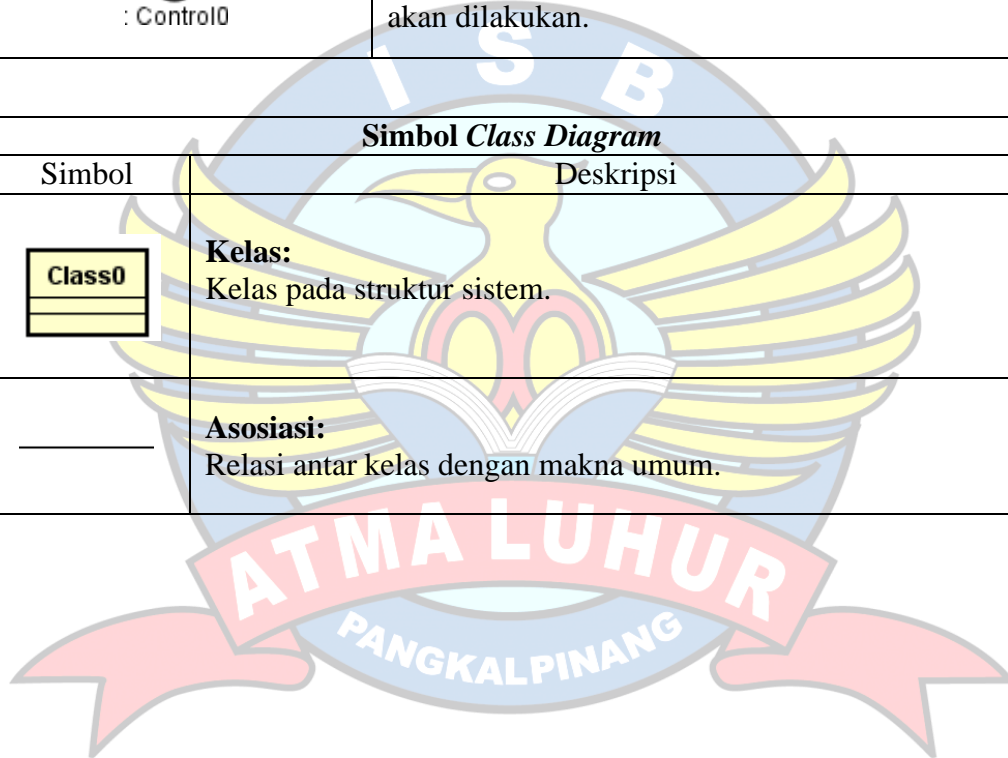 : Control0
akan dilakukan.
I S B
Simbol Class Diagram
Simbol
Deskripsi
Class0
Kelas:
Kelas pada struktur sistem.
Asosiasi:
Relasi antar kelas dengan makna umum.
ATMA LUHUR
PANGKALPINANG